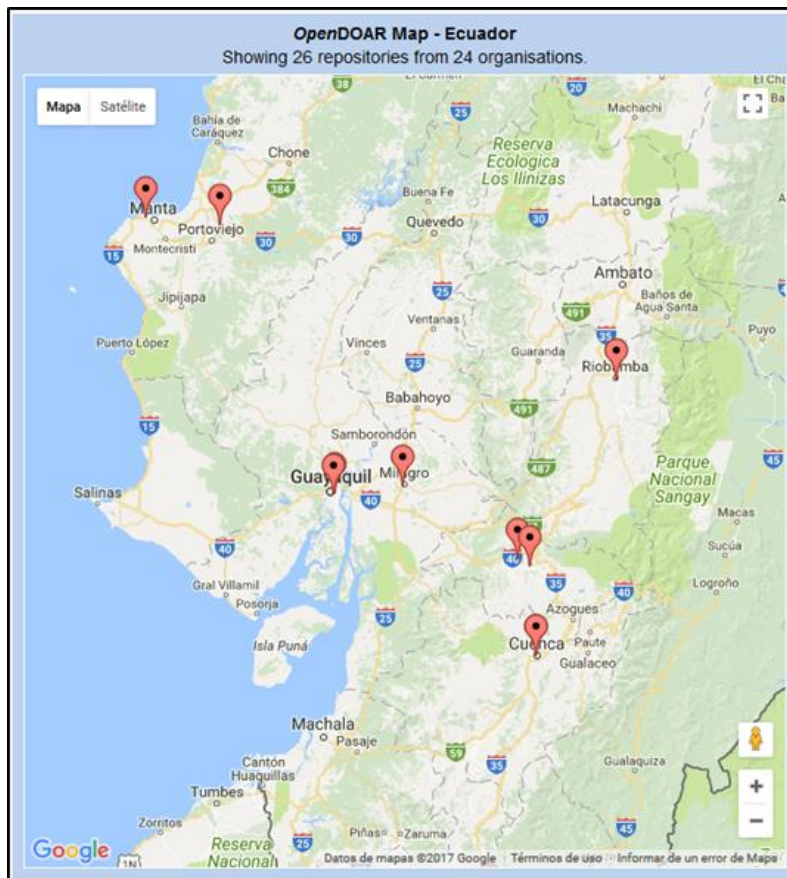 OpenDOAR Map - Ecuador
Showing 26 repositories from 24 organisations.
Mapa Satélite
38
20
Machachi
Bahía de
Caráquez
25
Chone
Reserva
Ecologica
Los Ilinizas
384
Buena Fe
Latacunga
Manta
Portoviejo
Quevedo
30
Montecristi
30
30
15
Ambato
Jipijapa
25
Baños de
Agua Santa
491
Ventanas
35
Puyo
Puerto López
Vinces
Guaranda
25
Riobamba
Babahoyo
491
15
Samborondón
Parque
Nacional
Sangay
487
45
Guayaquil
Milagro
Salinas
40
Macas
40
40
Sucúa
Gral Villamil
35
Logroño
40
Posorja
25
Azogues
Isla Puná
Cuenca
Paute
Gualaceo
Machala
Pasaje
59
35
Gualaquiza
Cantón
Huaquillas
Tumbes
Zorritos
Piñas
Zaruma
45
Reserva
Nacional
25
Google
1N
Datos de mapas ©2017 Google Términos de uso Informar de un error de Maps